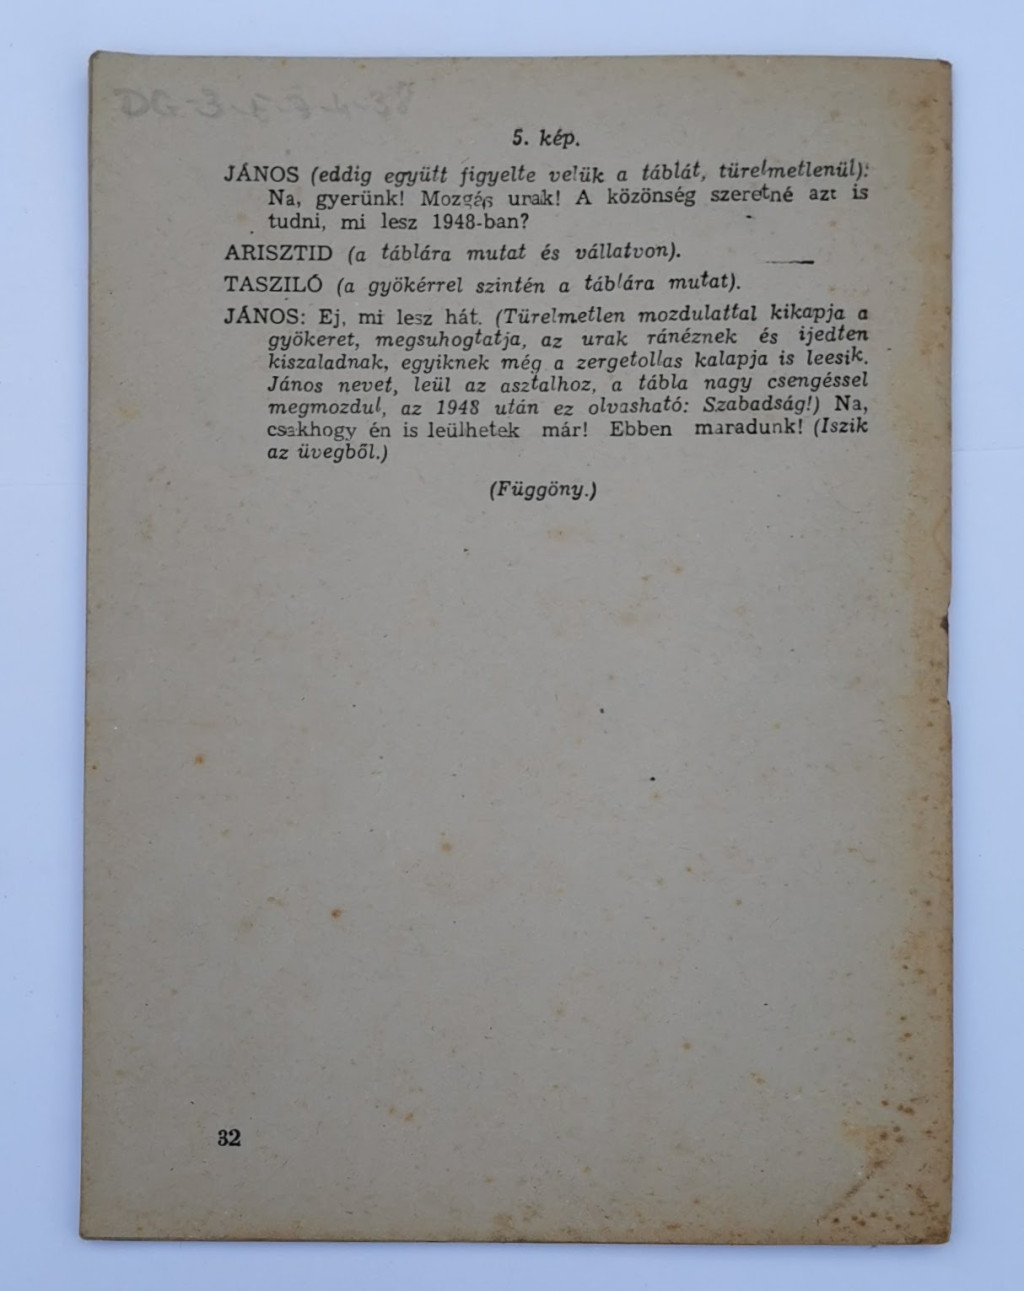 5. kép.
JÁNOS (eddig együtt figyelte velük a táblát, türelmetlenül):
Na, gyerünk! Mozgás urak! A közönség szeretné azt is
tudni, mi lesz 1948-ban?
ARISZTID (a táblára mutat és vállatvon).
TASZILÓ (a gyökérrel szintén a táblára mutat).
JÁNOS: Ej, mi lesz hát. (Türelmetlen mozdulattal kikapja a
gyökeret, megsuhogtatja, az urak ránéznek és ijedten
kiszaladnak, egyiknek még a zergetollas kalapja is leesik.
János nevet, leül az asztalhoz, a tábla nagy csengéssel
megmozdul, az 1948 után ez olvasható: Szabadság!) Na,
csakhogy én is leülhetek már! Ebben maradunk! (Iszik
az üvegből.)
(Függöny.)
32